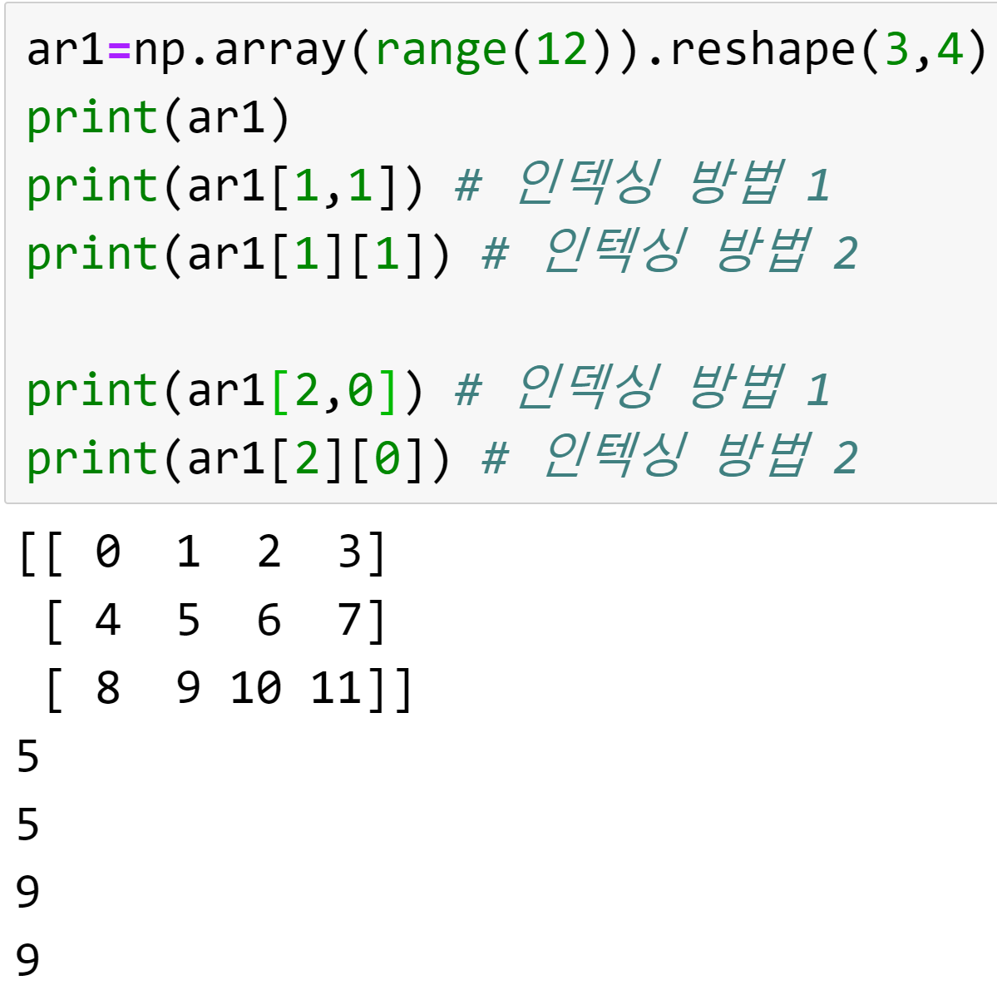 ar1=np.array(range(12)).reshape(3,4)
print(ar1)
print(ar1[1,1]) # 인덱싱 방법 1
print(ar1[1][1]) # 인텍싱 방법 2
print(ar1[2,0]) # 인덱싱 방법 1
print(ar1[2][0]) # 인텍싱 방법 2
[[ 0  1  2  3]
 [ 4  5  6  7]
 [ 8  9 10 11]]
5
5
9
9